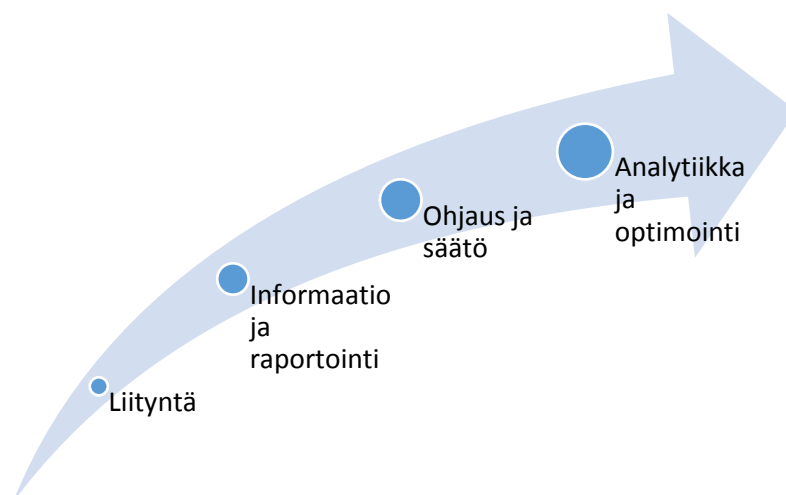 Liityntä
Informaatio
ja
raportointi
Ohjaus ja
säätö
Analytiikka
ja
optimointi